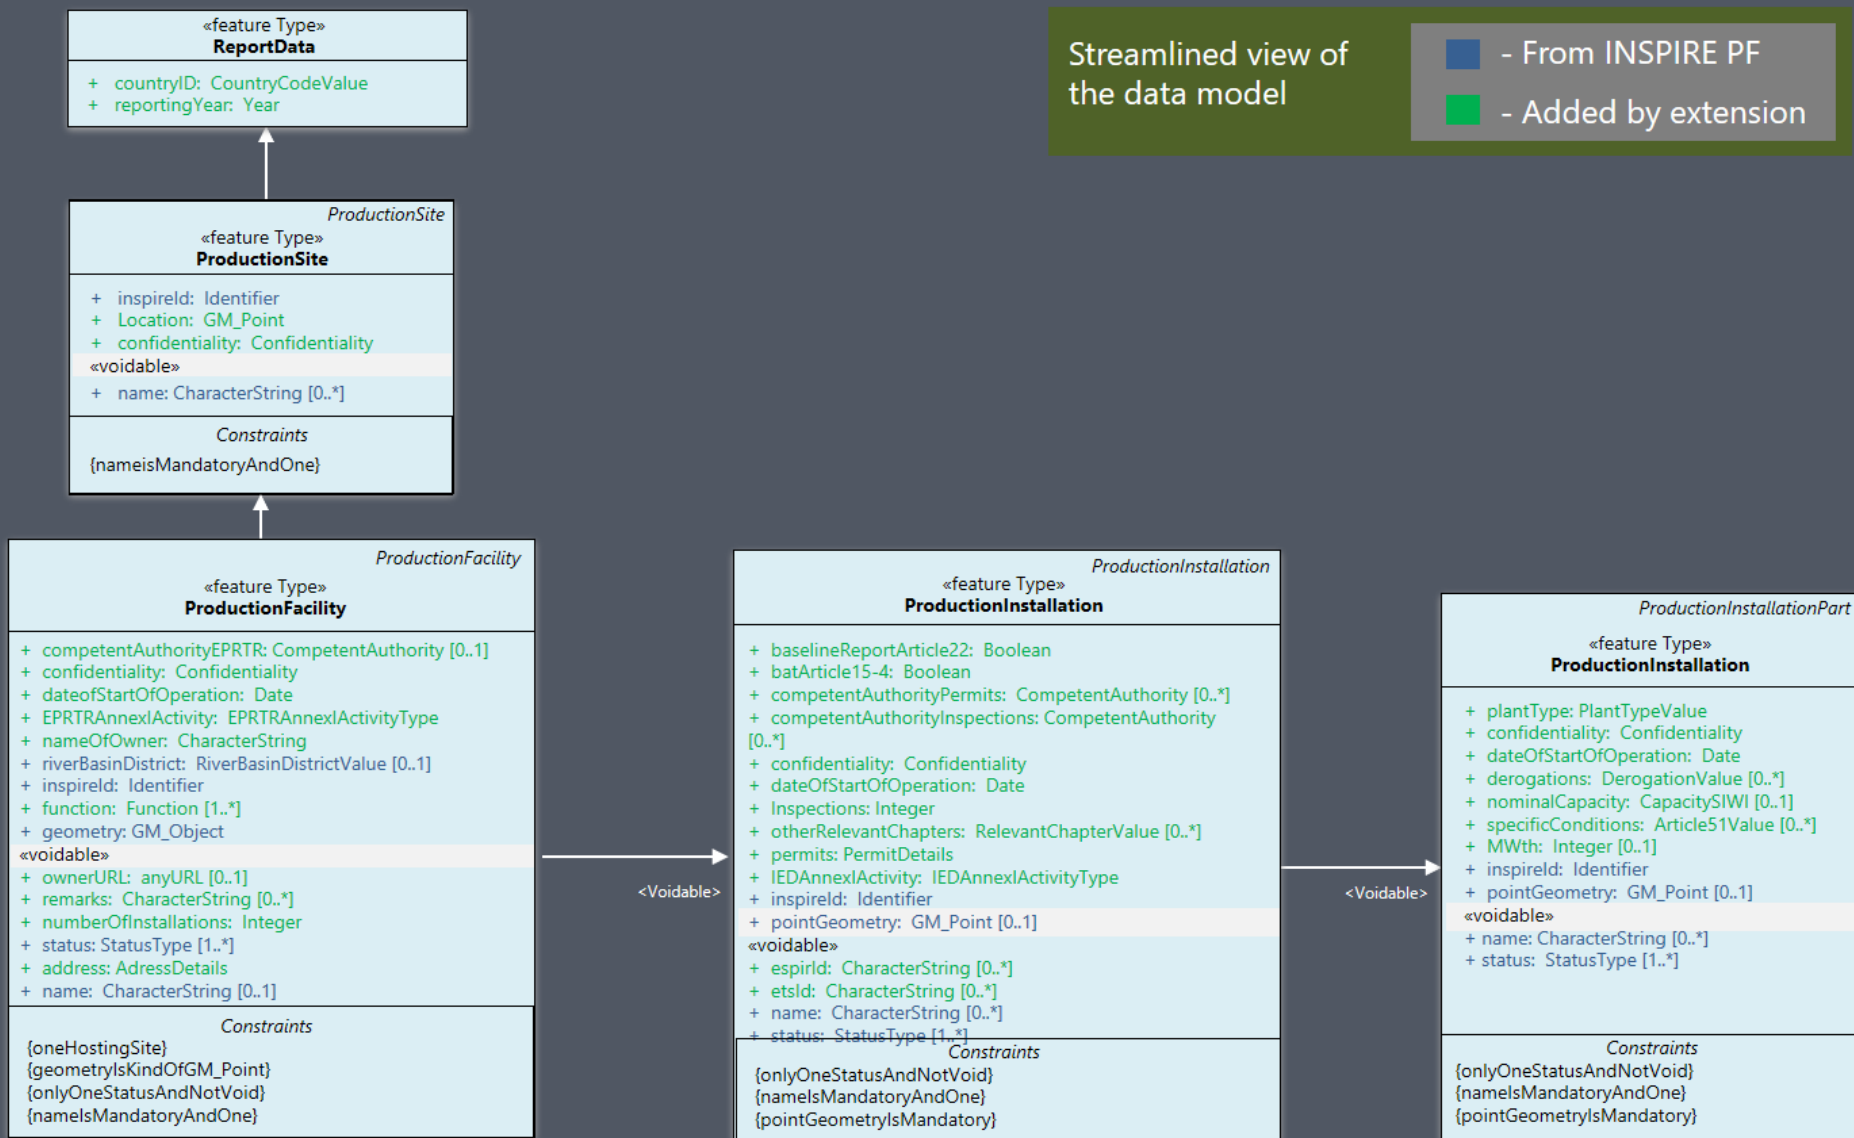 «feature Type»
ReportData
+ countryID: CountryCodeValue
+ reportingYear: Year
Streamlined view of
the data model
- From INSPIRE PF
- Added by extension
ProductionSite
«feature Type»
ProductionSite
+ inspireId: Identifier
+ Location: GM_Point
+ confidentiality: Confidentiality
«voidable»
+ name: CharacterString [0..*]
Constraints
{nameisMandatoryAndOne}
ProductionFacility
«feature Type»
ProductionFacility
+ competentAuthorityEPRTR: CompetentAuthority [0..1]
+ confidentiality: Confidentiality
+ dateofStartOfOperation: Date
+ EPRTRAnnexIActivity: EPRTRAnnexIActivityType
+ nameOfOwner: CharacterString
+ riverBasinDistrict: RiverBasinDistrictValue [0..1]
+ inspireId: Identifier
+ function: Function [1..*]
+ geometry: GM_Object
«voidable»
+ ownerURL: anyURL [0..1]
+ remarks: CharacterString [0..*]
+ numberOfInstallations: Integer
+ status: StatusType [1..*]
+ address: AdressDetails
+ name: CharacterString [0..1]
Constraints
{oneHostingSite}
{geometryIsKindOfGM_Point}
{onlyOneStatusAndNotVoid}
{nameIsMandatoryAndOne}
<Voidable>
ProductionInstallation
«feature Type»
ProductionInstallation
+ baselineReportArticle22: Boolean
+ batArticle15-4: Boolean
+ competentAuthorityPermits: CompetentAuthority [0..*]
+ competentAuthorityInspections: CompetentAuthority
[0..*]
+ confidentiality: Confidentiality
+ dateOfStartOfOperation: Date
+ Inspections: Integer
+ otherRelevantChapters: RelevantChapterValue [0..*]
+ permits: PermitDetails
+ IEDAnnexIActivity: IEDAnnexIActivityType
+ inspireId: Identifier
+ pointGeometry: GM_Point [0..1]
«voidable»
+ espirId: CharacterString [0..*]
+ etsId: CharacterString [0..*]
+ name: CharacterString [0..*]
+ status: StatusType [1..*]
Constraints
{onlyOneStatusAndNotVoid}
{nameIsMandatoryAndOne}
{pointGeometryIsMandatory}
<Voidable>
ProductionInstallationPart
«feature Type»
ProductionInstallation
+ plantType: PlantTypeValue
+ confidentiality: Confidentiality
+ dateOfStartOfOperation: Date
+ derogations: DerogationValue [0..*]
+ nominalCapacity: CapacitySIWI [0..1]
+ specificConditions: Article51Value [0..*]
+ MWth: Integer [0..1]
+ inspireId: Identifier
+ pointGeometry: GM_Point [0..1]
«voidable»
+ name: CharacterString [0..*]
+ status: StatusType [1..*]
Constraints
{onlyOneStatusAndNotVoid}
{nameIsMandatoryAndOne}
{pointGeometryIsMandatory}